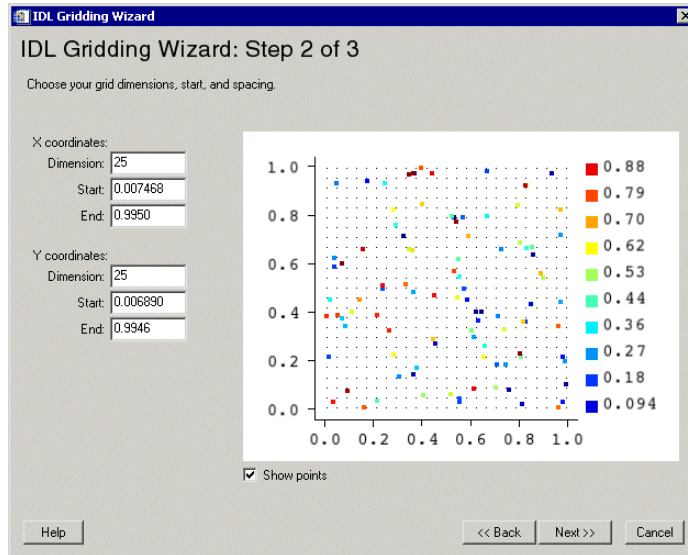 IDL Gridding Wizard
IDL Gridding Wizard: Step 2 of 3
Choose your grid dimensions, start, and spacing.
X coordinates:
Dimension: 25
Start: 0.007468
End: 0.9950
Y coordinates:
Dimension: 25
Start: 0.006890
End: 0.9946
1.0
0.8
0.6
0.4
0.2
0.0
0.0 0.2 0.4 0.6 0.8 1.0
0.88
0.79
0.70
0.62
0.53
0.44
0.36
0.27
0.18
0.094
Show points
Help << Back Next >> Cancel